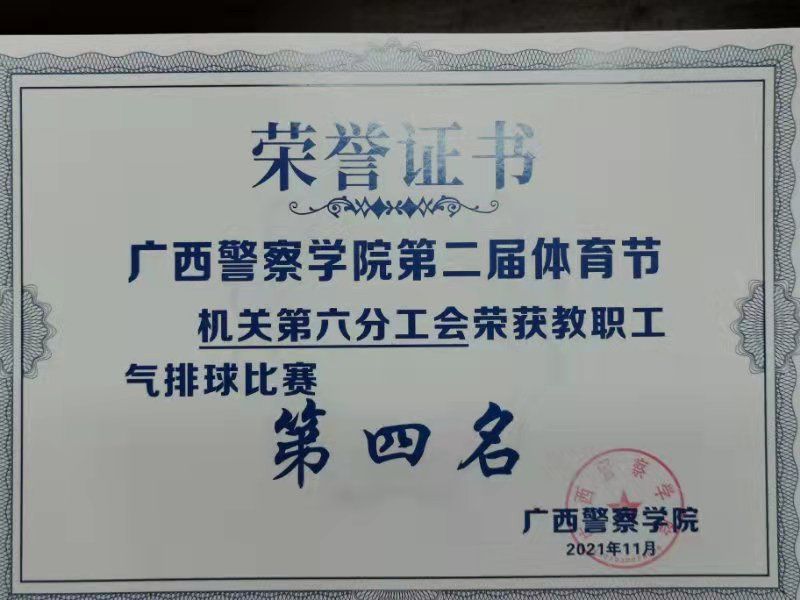 荣誉证书
广西警察学院第二届体育节
机关第六分工会荣获教职工
气排球比赛
第四名
广西警察学院
2021年11月